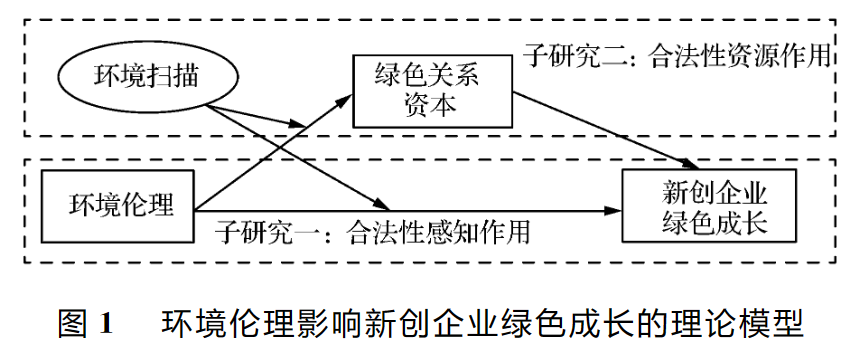 子研究二：合法性资源作用
环境扫描
绿色关系
资本
环境伦理
新创企业
绿色成长
子研究一：合法性感知作用
图 1 环境伦理影响新创企业绿色成长的理论模型